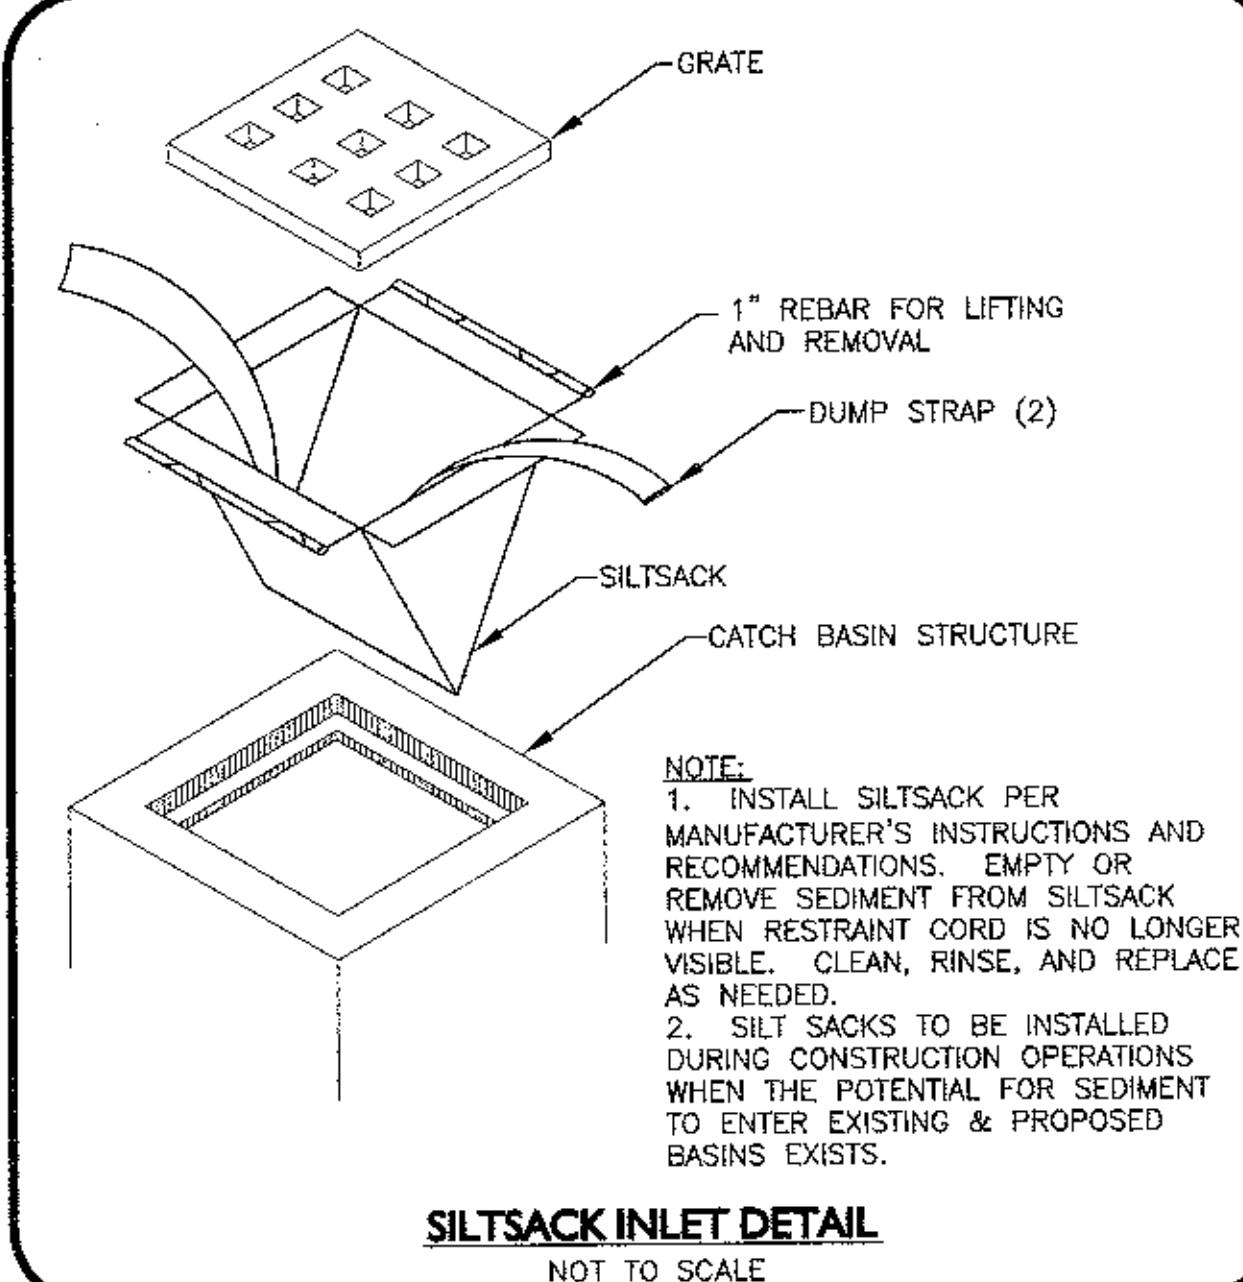 GRATE
1" REBAR FOR LIFTING
AND REMOVAL
DUMP STRAP (2)
SILTSACK
CATCH BASIN STRUCTURE
NOTE:
1. INSTALL SILTSACK PER
MANUFACTURER'S INSTRUCTIONS AND
RECOMMENDATIONS. EMPTY OR
REMOVE SEDIMENT FROM SILTSACK
WHEN RESTRAINT CORD IS NO LONGER
VISIBLE. CLEAN, RINSE, AND REPLACE
AS NEEDED.
2. SILT SACKS TO BE INSTALLED
DURING CONSTRUCTION OPERATIONS
WHEN THE POTENTIAL FOR SEDIMENT
TO ENTER EXISTING & PROPOSED
BASINS EXISTS.
SILTSACK INLET DETAIL
NOT TO SCALE